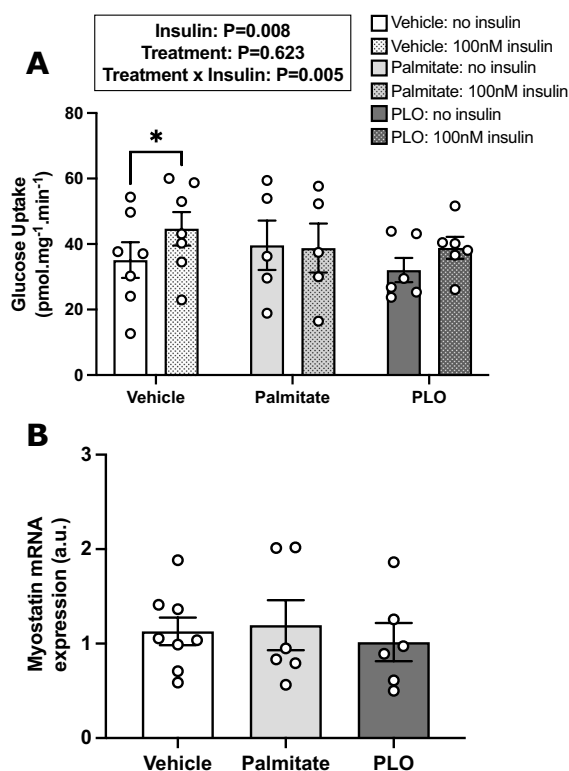 Insulin: P=0.008
Treatment: P=0.623
Treatment x Insulin: P=0.005
Vehicle: no insulin
Vehicle: 100nM insulin
Palmitate: no insulin
Palmitate: 100nM insulin
PLO: no insulin
PLO: 100nM insulin
A
Glucose Uptake
(pmol.mg⁻¹.min⁻¹)
80
60
40
20
0
*
Vehicle Palmitate PLO
B
Myostatin mRNA
expression (a.u.)
3
2
1
0
Vehicle Palmitate PLO